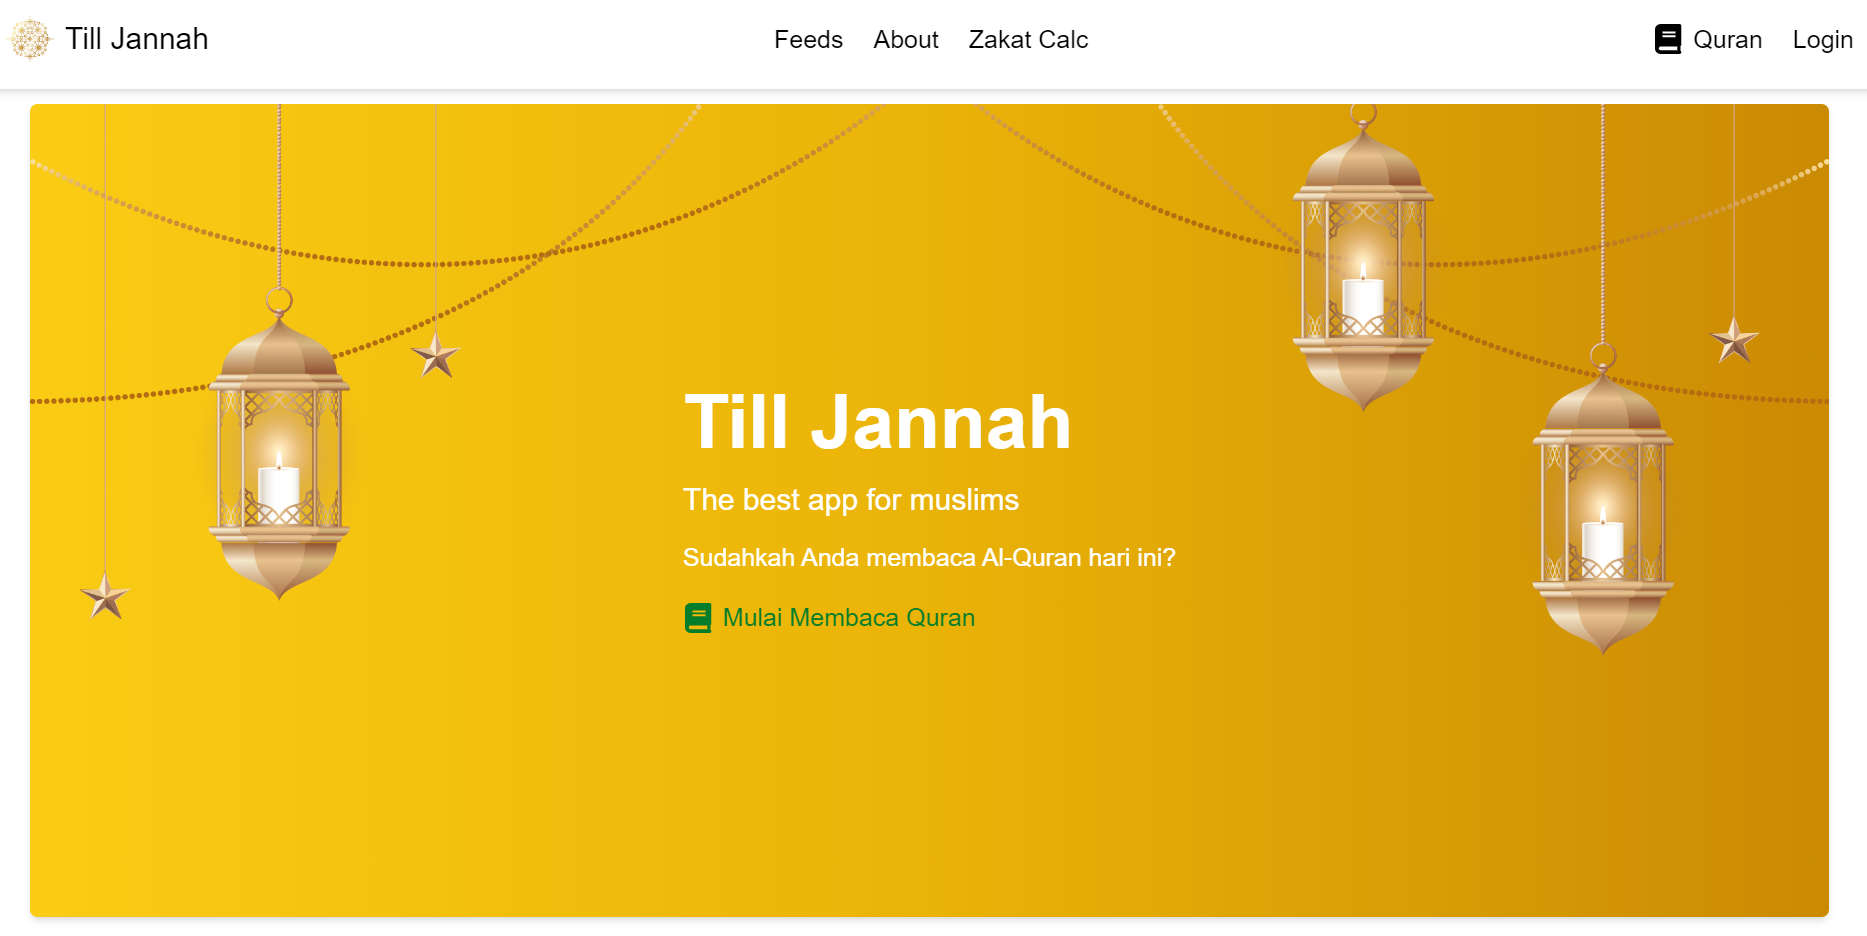 Till Jannah
Feeds About Zakat Calc
Quran Login
Till Jannah
The best app for muslims
Sudahkah Anda membaca Al-Quran hari ini?
Mulai Membaca Quran